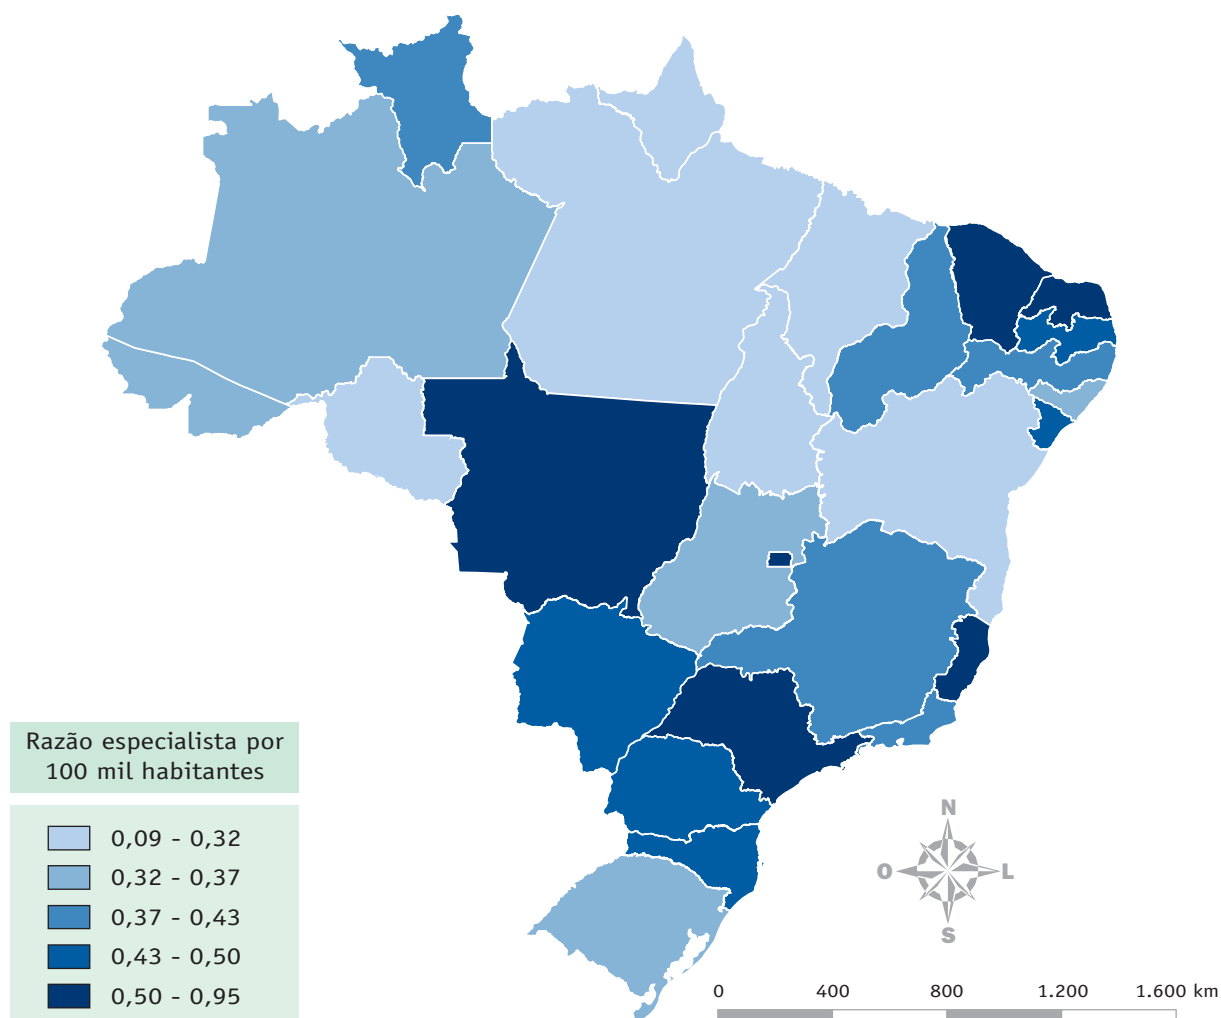 Razão especialista por
100 mil habitantes
0,09 - 0,32
0,32 - 0,37
0,37 - 0,43
0,43 - 0,50
0,50 - 0,95
N
O
L
S
0 400 800 1.200 1.600 km